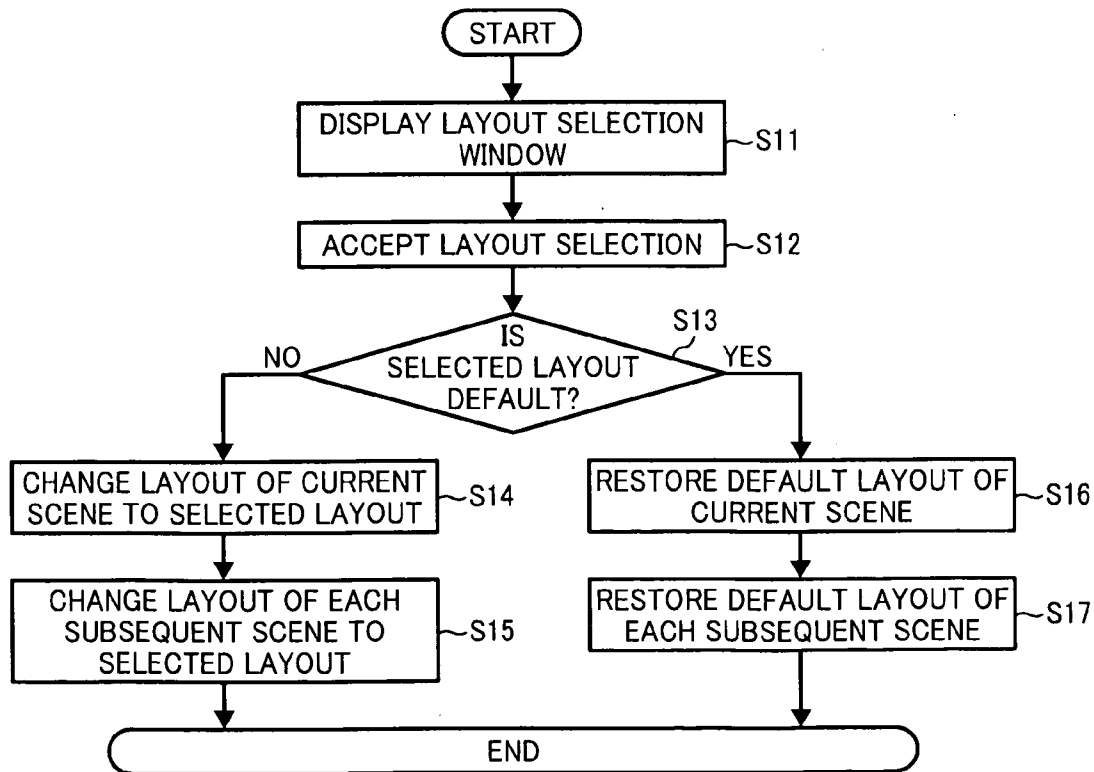 START
DISPLAY LAYOUT SELECTION
WINDOW
S11
ACCEPT LAYOUT SELECTION
S12
IS
SELECTED LAYOUT
DEFAULT?
S13
NO
YES
CHANGE LAYOUT OF CURRENT
SCENE TO SELECTED LAYOUT
S14
RESTORE DEFAULT LAYOUT OF
CURRENT SCENE
S16
CHANGE LAYOUT OF EACH
SUBSEQUENT SCENE TO
SELECTED LAYOUT
S15
RESTORE DEFAULT LAYOUT OF
EACH SUBSEQUENT SCENE
S17
END